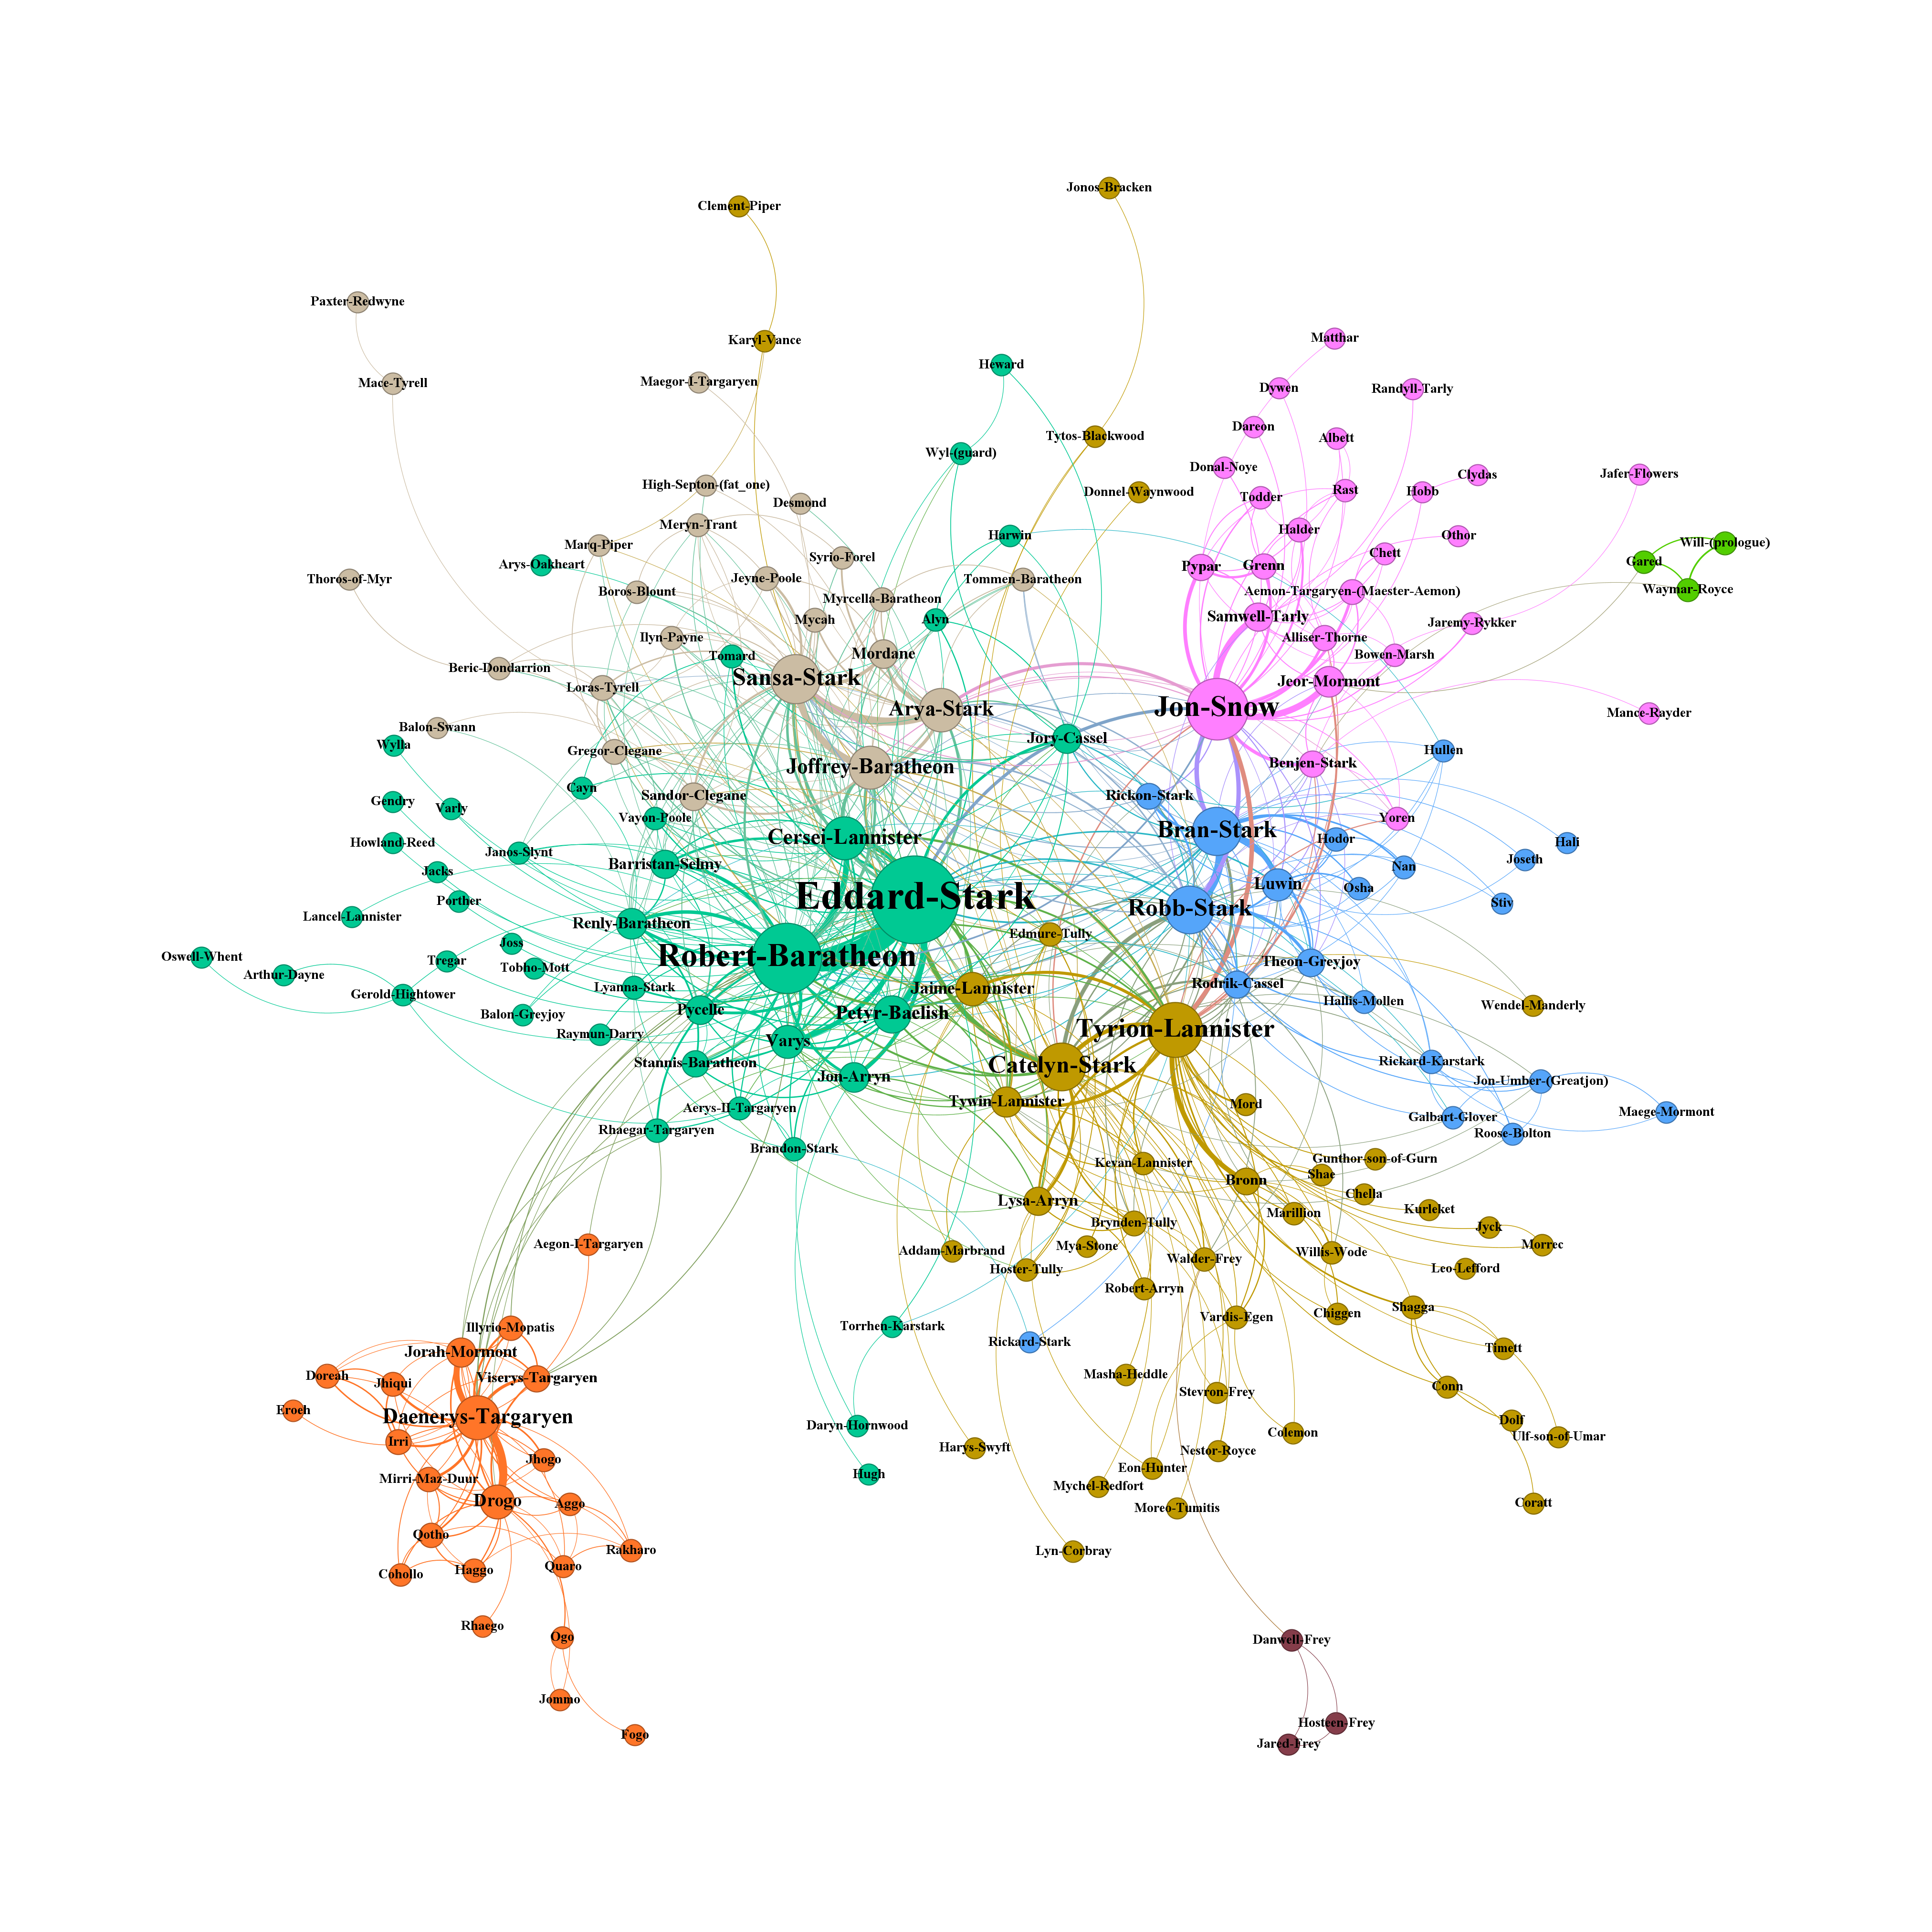 Jonos-Bracken
Clement-Piper
Paxter-Redwyne
Karyl-Vance
Matthar
Heward
Maegor-I-Targaryen
Mace-Tyrell
Dywen
Randyll-Tarly
Dareon
Tytos-Blackwood
Albett
Wyl-(guard)
Donal-Noye
Jafer-Flowers
Clydas
High-Septon-(fat_one)
Donnel-Waynwood
Rast
Hobb
Todder
Desmond
Meryn-Trant
Halder
Harwin
Othor
Will-(prologue)
Marq-Piper
Chett
Syrio-Forel
Gared
Arys-Oakheart
Pypar
Grenn
Jeyne-Poole
Thoros-of-Myr
Tommen-Baratheon
Waymar-Royce
Boros-Blount
Aemon-Targaryen-(Maester-Aemon)
Myrcella-Baratheon
Samwell-Tarly
Mycah
Alyn
Jaremy-Rykker
Ilyn-Payne
Alliser-Thorne
Mordane
Bowen-Marsh
Tomard
Beric-Dondarrion
Sansa-Stark
Jeor-Mormont
Loras-Tyrell
Arya-Stark
Jon-Snow
Mance-Rayder
Balon-Swann
Jory-Cassel
Wylla
Gregor-Clegane
Hullen
Benjen-Stark
Joffrey-Baratheon
Cayn
Sandor-Clegane
Rickon-Stark
Gendry
Varly
Vayon-Poole
Yoren
Cersei-Lannister
Bran-Stark
Hodor
Hali
Howland-Reed
Janos-Slynt
Barristan-Selmy
Joseth
Nan
Jacks
Luwin
Osha
Eddard-Stark
Porther
Stiv
Robb-Stark
Lancel-Lannister
Renly-Baratheon
Edmure-Tully
Joss
Oswell-Whent
Robert-Baratheon
Tregar
Theon-Greyjoy
Tobho-Mott
Arthur-Dayne
Rodrik-Cassel
Lyanna-Stark
Jaime-Lannister
Gerold-Hightower
Hallis-Mollen
Wendel-Manderly
Pycelle
Petyr-Baelish
Balon-Greyjoy
Tyrion-Lannister
Raymun-Darry
Varys
Stannis-Baratheon
Catelyn-Stark
Rickard-Karstark
Jon-Arryn
Jon-Umber-(Greatjon)
Tywin-Lannister
Mord
Aerys-II-Targaryen
Maege-Mormont
Galbart-Glover
Rhaegar-Targaryen
Roose-Bolton
Brandon-Stark
Kevan-Lannister
Gunthor-son-of-Gurn
Shae
Bronn
Chella
Lysa-Arryn
Kurleket
Marillion
Brynden-Tully
Jyck
Aegon-I-Targaryen
Mya-Stone
Morrec
Addam-Marbrand
Willis-Wode
Walder-Frey
Hoster-Tully
Leo-Lefford
Robert-Arryn
Shagga
Chiggen
Vardis-Egen
Illyrio-Mopatis
Torrhen-Karstark
Rickard-Stark
Timett
Jorah-Mormont
Doreah
Jhiqui
Viserys-Targaryen
Masha-Heddle
Conn
Stevron-Frey
Eroeh
Daenerys-Targaryen
Dolf
Daryn-Hornwood
Colemon
Ulf-son-of-Umar
Irri
Harys-Swyft
Nestor-Royce
Jhogo
Eon-Hunter
Hugh
Mirri-Maz-Duur
Mychel-Redfort
Drogo
Aggo
Coratt
Moreo-Tumitis
Qotho
Rakharo
Lyn-Corbray
Quaro
Haggo
Cohollo
Rhaego
Ogo
Danwell-Frey
Jommo
Hosteen-Frey
Fogo
Jared-Frey